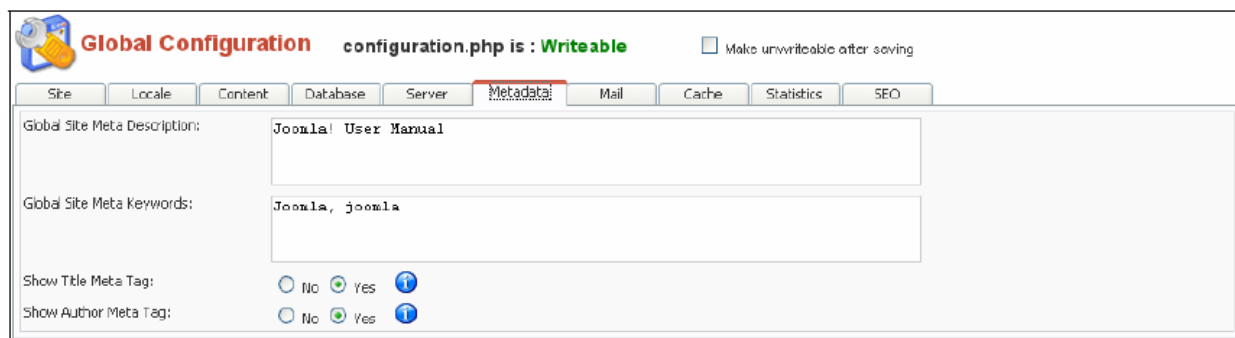 Global Configuration configuration.php is : Writeable Make unwriteable after saving
Site Locale Content Database Server Metadata Mail Cache Statistics SEO
Global Site Meta Description: Joomla! User Manual
Global Site Meta Keywords: Joomla, joomla
Show Title Meta Tag: No Yes
Show Author Meta Tag: No Yes